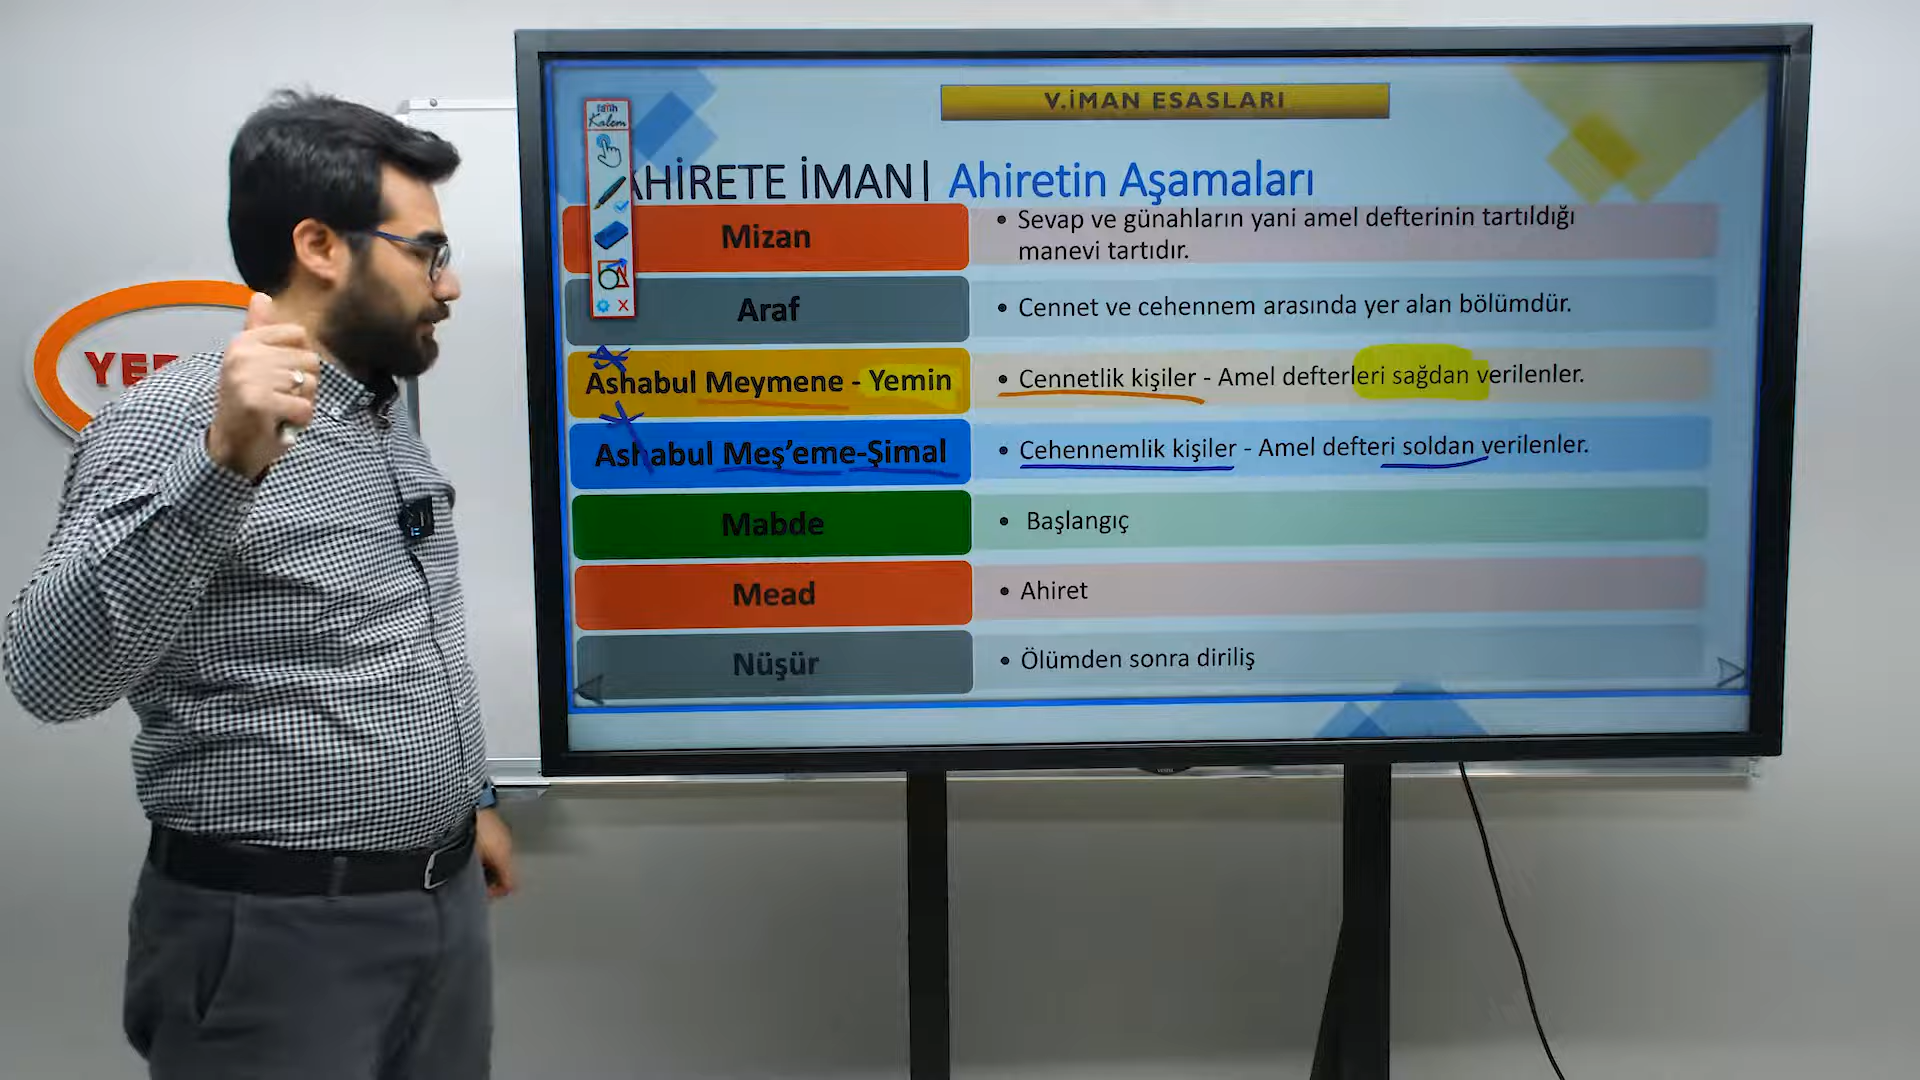 V.İMAN ESASLARI
fatih
Kalem
AHİRETE İMAN| Ahiretin Aşamaları
Mizan
• Sevap ve günahların yani amel defterinin tartıldığı
manevi tartıdır.
Araf
• Cennet ve cehennem arasında yer alan bölümdür.
Ashabul Meymene - Yemin
• Cennetlik kişiler - Amel defterleri sağdan verilenler.
Ashabul Meş’eme-Şimal
• Cehennemlik kişiler - Amel defteri soldan verilenler.
Mabde
• Başlangıç
Mead
• Ahiret
Nüşür
• Ölümden sonra diriliş